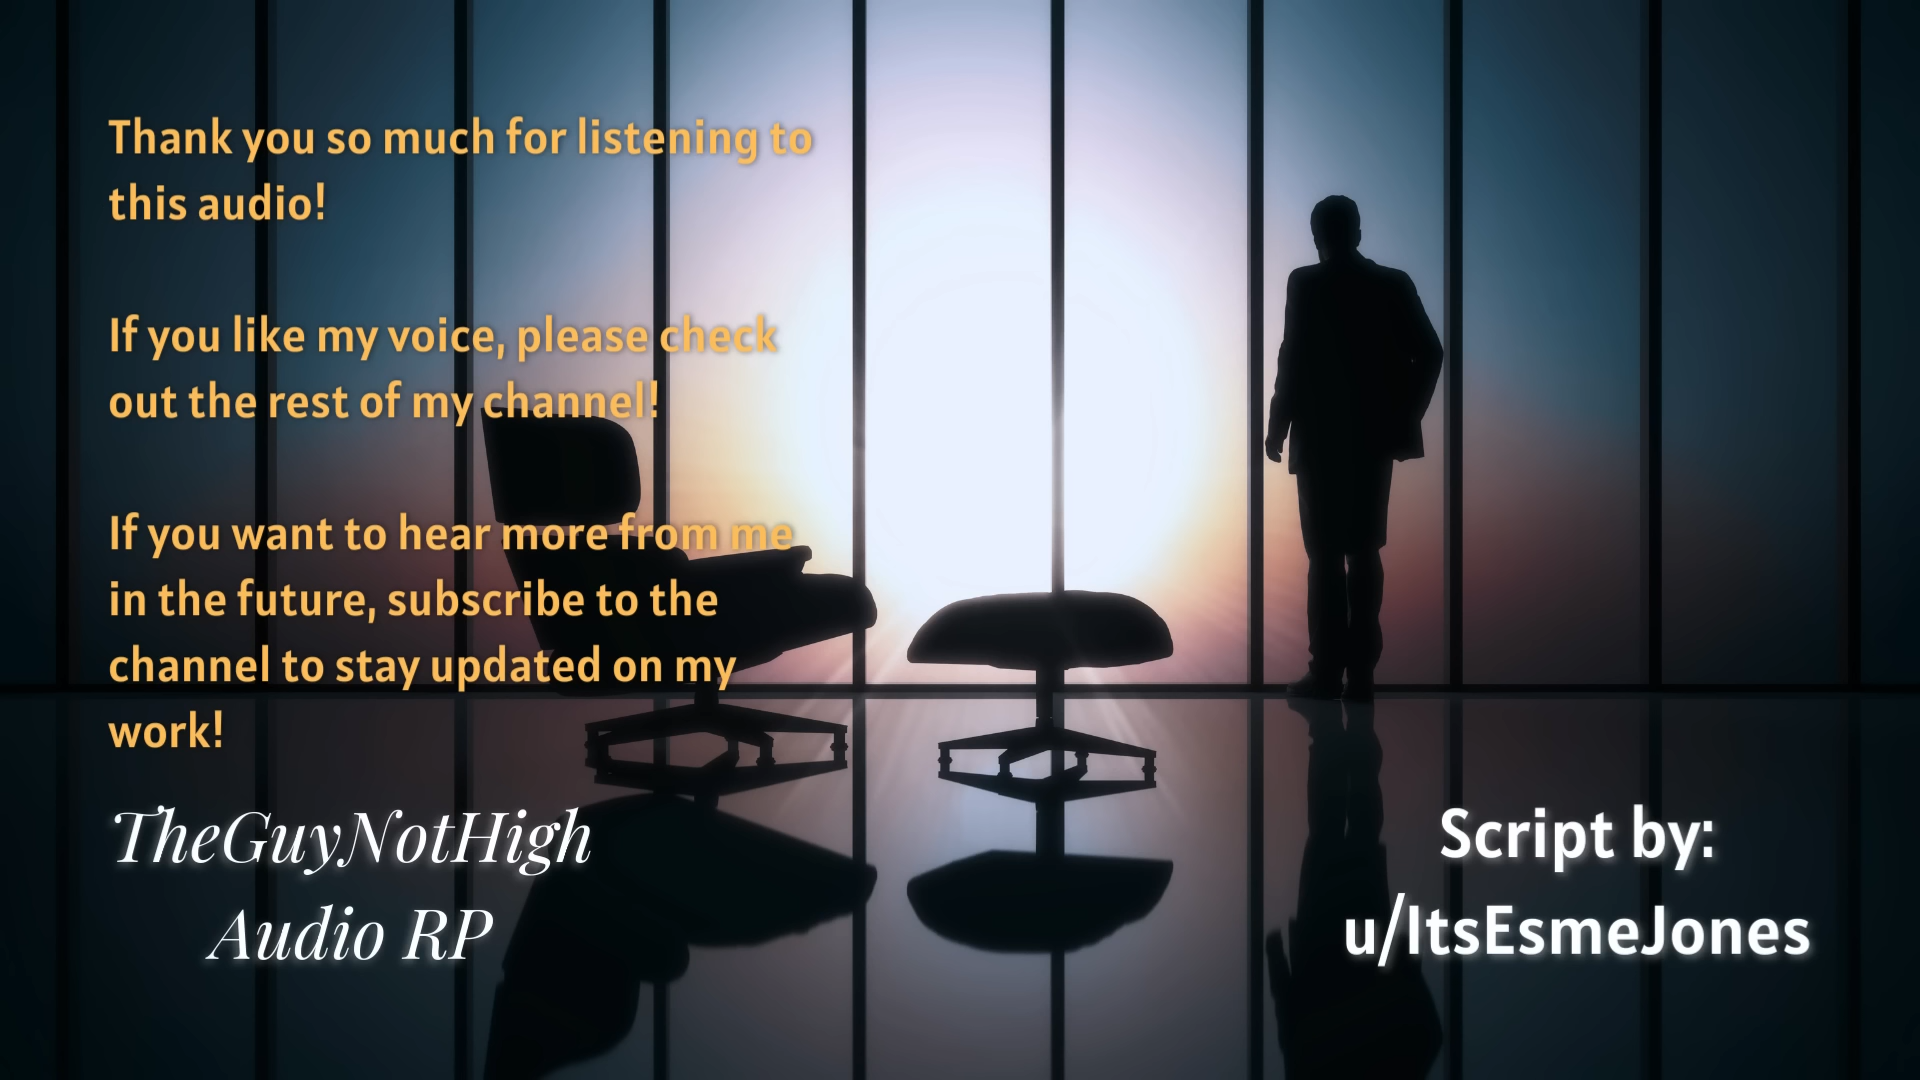 Thank you so much for listening to
this audio!
If you like my voice, please check
out the rest of my channel!
If you want to hear more from me
in the future, subscribe to the
channel to stay updated on my
work!
TheGuyNotHigh
Audio RP
Script by:
u/ItsEsmeJones